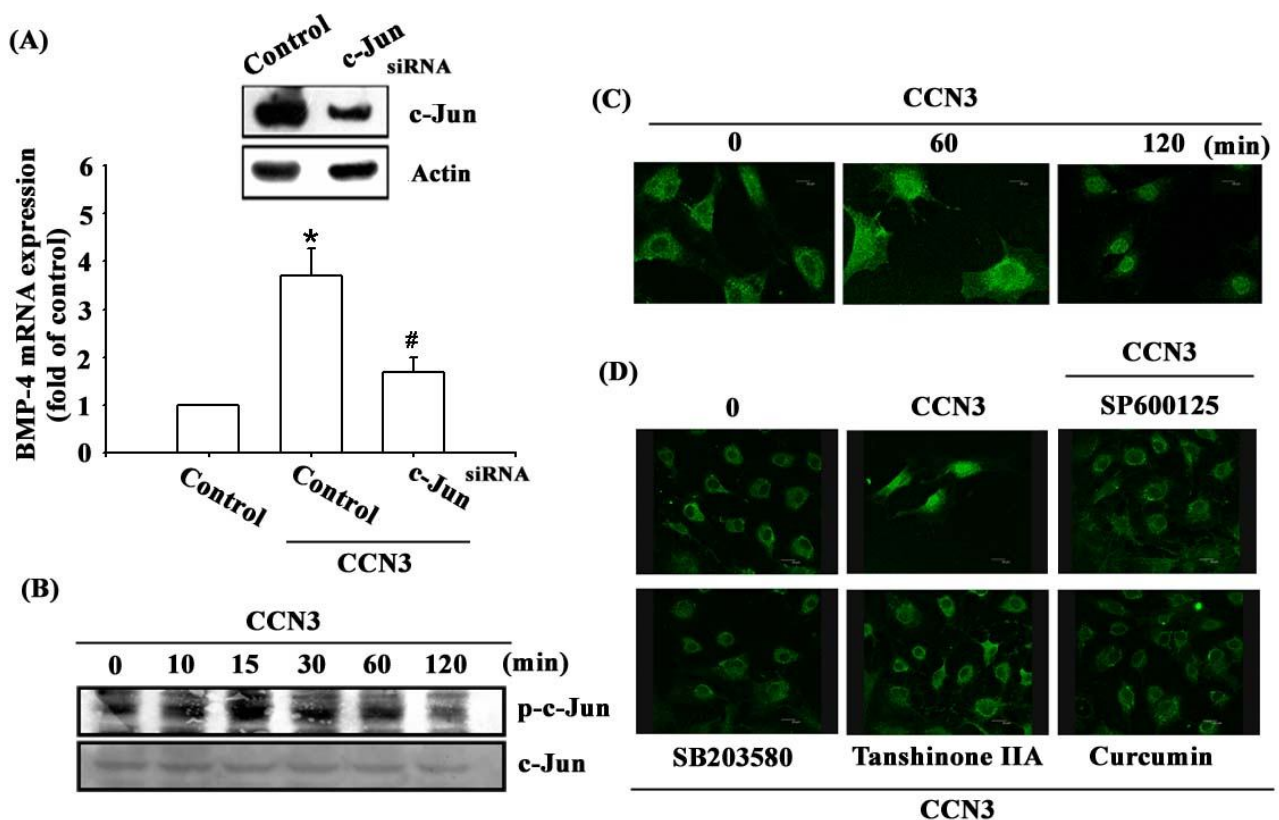 (A)
Control c-Jun siRNA
c-Jun
Actin
BMP-4 mRNA expression
(fold of control)
6
5
4
3
2
1
0
*
#
Control Control c-Jun siRNA
CCN3
(B)
CCN3
0 10 15 30 60 120 (min)
p-c-Jun
c-Jun
(C)
CCN3
0 60 120 (min)
(D)
CCN3
0 CCN3 SP600125
SB203580 Tanshinone IIA Curcumin
CCN3